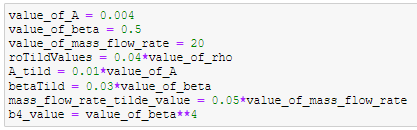 value_of_A = 0.004
value_of_beta = 0.5
value_of_mass_flow_rate = 20
roTildValues = 0.04*value_of_rho
A_tild = 0.01*value_of_A
betaTild = 0.03*value_of_beta
mass_flow_rate_tilde_value = 0.05*value_of_mass_flow_rate
b4_value = value_of_beta**4